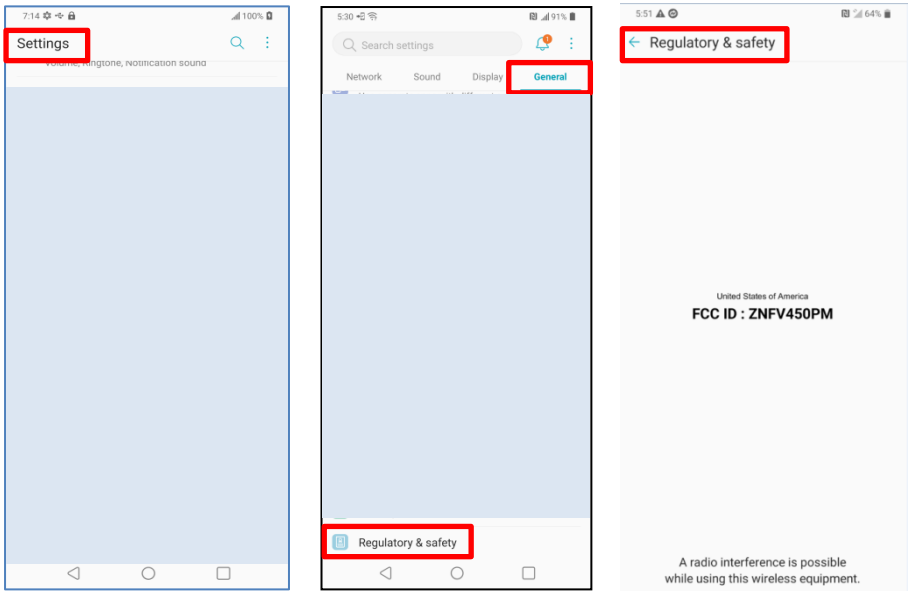 7:14
100%
Settings
Volume, Ringtone, Notification sound
5:30
91%
Search settings
1
Network Sound Display General
Regulatory & safety
5:51
64%
Regulatory & safety
United States of America
FCC ID : ZNFV450PM
A radio interference is possible
while using this wireless equipment.